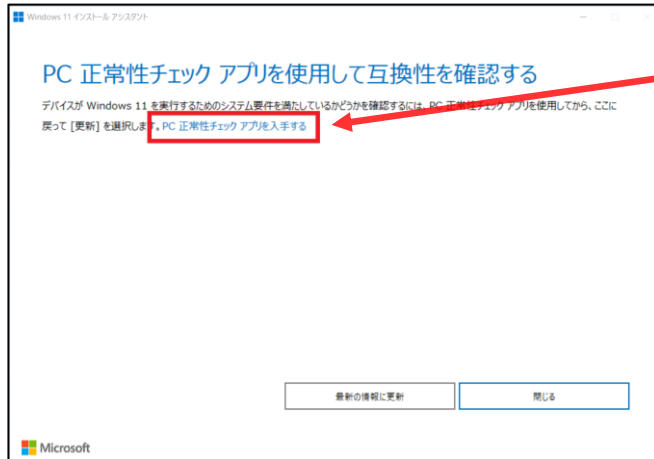 Windows 11 インストール アシスタント
PC 正常性チェック アプリを使用して互換性を確認する
デバイスが Windows 11 を実行するためのシステム要件を満たしているかどうかを確認するには、PC 正常性チェック アプリを使用してから、ここに
戻って [更新] を選択します。PC 正常性チェック アプリを入手する
最新の情報に更新
閉じる
Microsoft